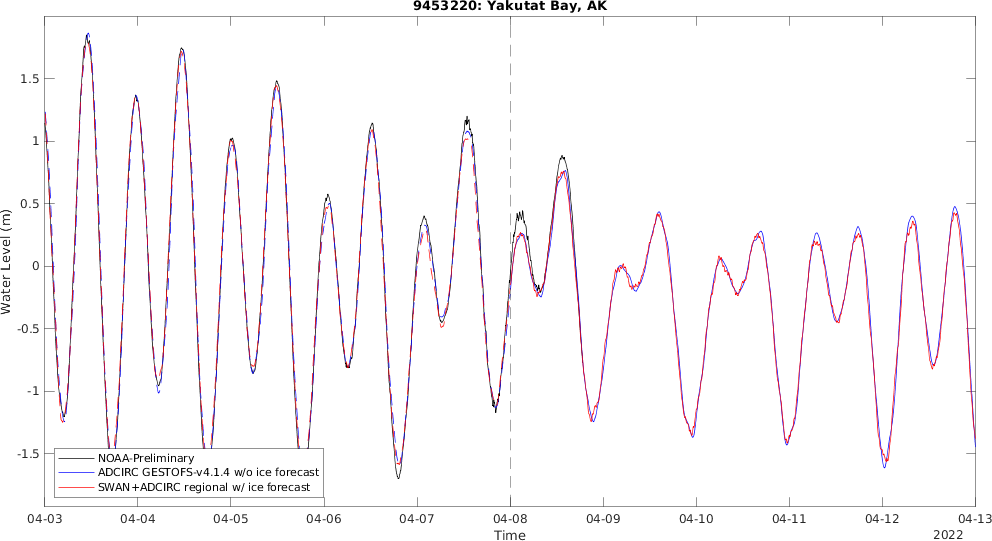 9453220: Yakutat Bay, AK
Water Level (m)
1.5
1
0.5
0
-0.5
-1
-1.5
NOAA-Preliminary
ADCIRC GESTOFS-v4.1.4 w/o ice forecast
SWAN+ADCIRC regional w/ ice forecast
04-03 04-04 04-05 04-06 04-07 04-08 04-09 04-10 04-11 04-12 04-13
Time
2022